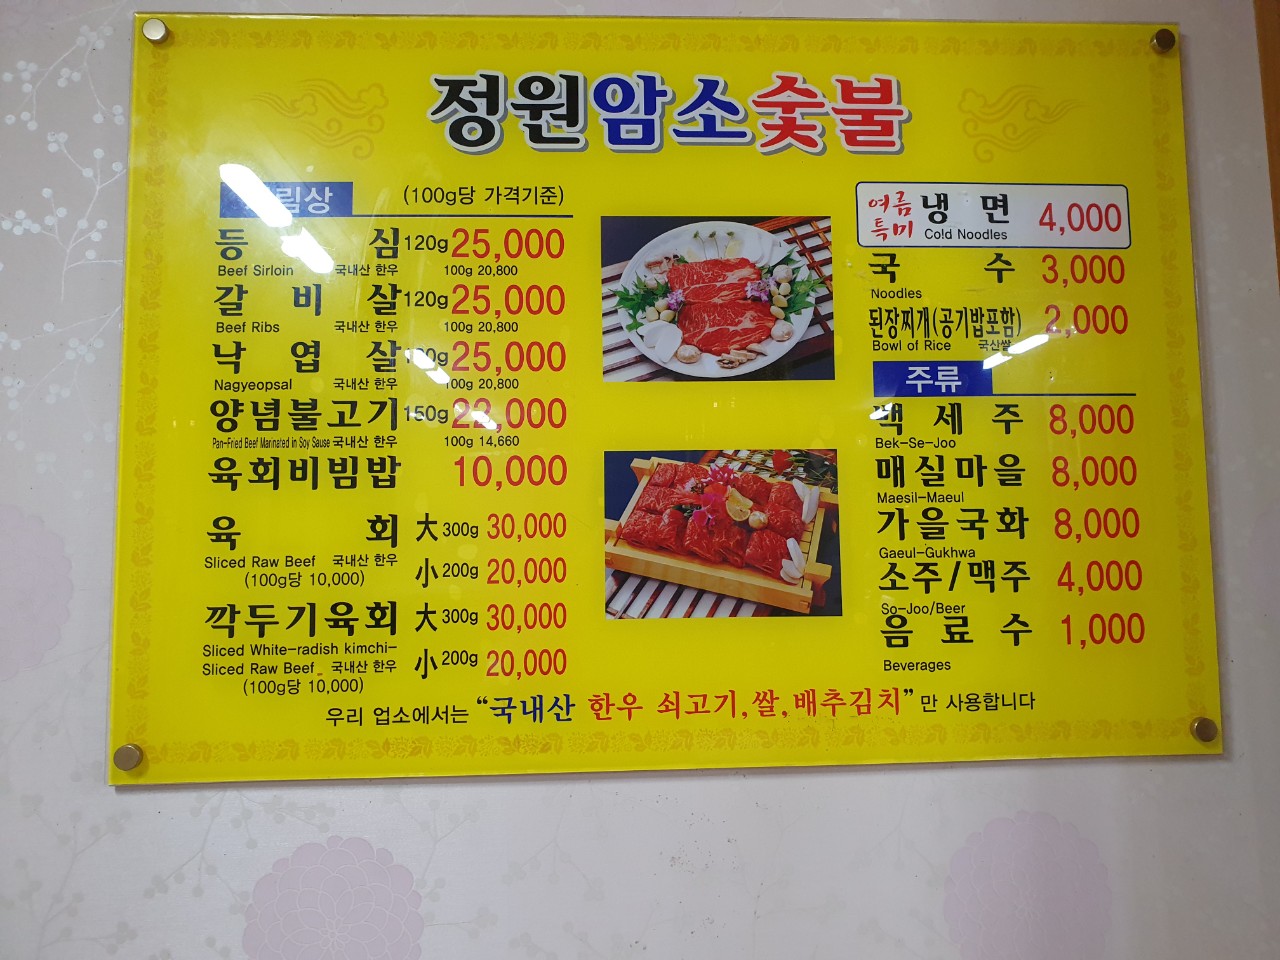 정원암소숯불
림상 (100g당 가격기준)
등 심 120g 25,000
Beef Sirloin 국내산 한우 100g 20,800
갈 비 살 120g 25,000
Beef Ribs 국내산 한우 100g 20,800
낙 엽 살 25,000
Nagyeopsal 국내산 한우 100g 20,800
양념불고기 150g 22,000
Pan-Fried Beef Marinated in Soy Sause 국내산 한우 100g 14,660
육회비빔밥 10,000
육 회 大 300g 30,000
Sliced Raw Beef 국내산 한우
(100g당 10,000)
小 200g 20,000
깍두기육회 大 300g 30,000
Sliced White-radish kimchi-
Sliced Raw Beef 국내산 한우
(100g당 10,000)
小 200g 20,000
여름
특미
냉 면 4,000
Cold Noodles
국 수 3,000
Noodles
된장찌개(공기밥포함) 2,000
Bowl of Rice 국산쌀
주류
백 세 주 8,000
Bek-Se-Joo
매실마을 8,000
Maesil-Maeul
가을국화 8,000
Gaeul-Gukhwa
소주/맥주 4,000
So-Joo/Beer
음 료 수 1,000
Beverages
우리 업소에서는 “국내산 한우 쇠고기, 쌀, 배추김치” 만 사용합니다